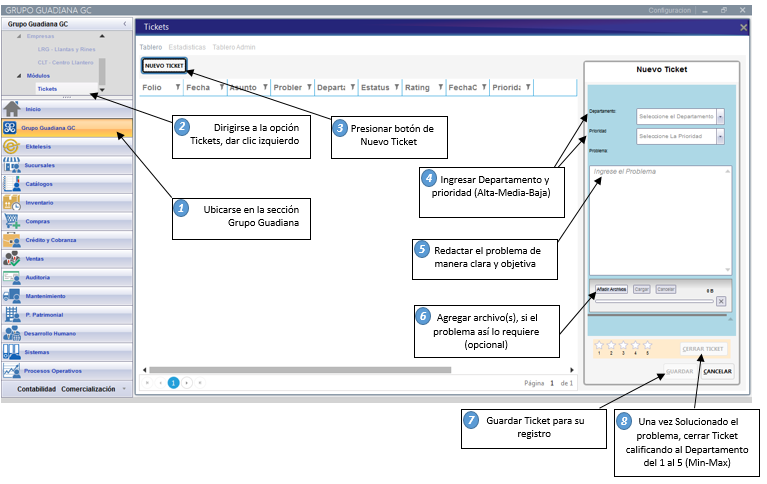 GRUPO GUADIANA GC
Configuracion
Grupo Guadiana GC
Empresas
LRG - Llantas y Rines
CLT - Centro Llantero
Módulos
Tickets
Inicio
Grupo Guadiana GC
Ektelesis
Sucursales
Catálogos
Inventario
Compras
Crédito y Cobranza
Ventas
Auditoria
Mantenimiento
P. Patrimonial
Desarrollo Humano
Sistemas
Procesos Operativos
Contabilidad Comercialización
Tickets
Tablero Estadisticas Tablero Admin
NUEVO TICKET
Folio Fecha Asunto Probler Departa Estatus Rating FechaC Priorida
2 Dirigirse a la opción
Tickets, dar clic izquierdo
3 Presionar botón de
Nuevo Ticket
1 Ubicarse en la sección
Grupo Guadiana
4 Ingresar Departamento y
prioridad (Alta-Media-Baja)
5 Redactar el problema de
manera clara y objetiva
6 Agregar archivo(s), si el
problema así lo requiere
(opcional)
1
Página 1 de 1
Nuevo Ticket
Departamento:
Seleccione el Departamento
Prioridad:
Seleccione La Prioridad
Problema:
Ingrese el Problema
Añadir Archivos Cargar Cancelar 0 B
1 2 3 4 5
CERRAR TICKET
GUARDAR CANCELAR
7 Guardar Ticket para su
registro
8 Una vez Solucionado el
problema, cerrar Ticket
calificando al Departamento
del 1 al 5 (Min-Max)